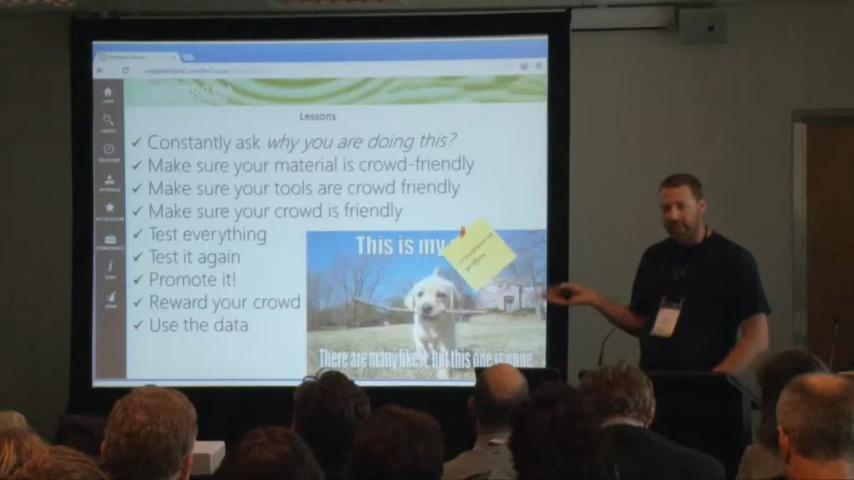 Lessons
✓ Constantly ask why you are doing this?
✓ Make sure your material is crowd-friendly
✓ Make sure your tools are crowd friendly
✓ Make sure your crowd is friendly
✓ Test everything
✓ Test it again
✓ Promote it!
✓ Reward your crowd
✓ Use the data
This is my
There are many like it, but this one is mine